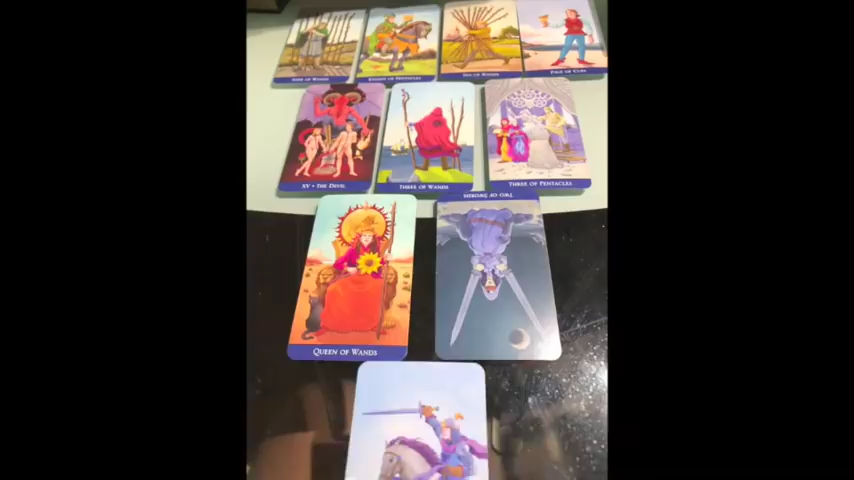 NINE OF WANDS
KNIGHT OF PENTACLES
TEN OF WANDS
PAGE OF CUPS
XV • THE DEVIL
THREE OF WANDS
THREE OF PENTACLES
TWO OF SWORDS
QUEEN OF WANDS